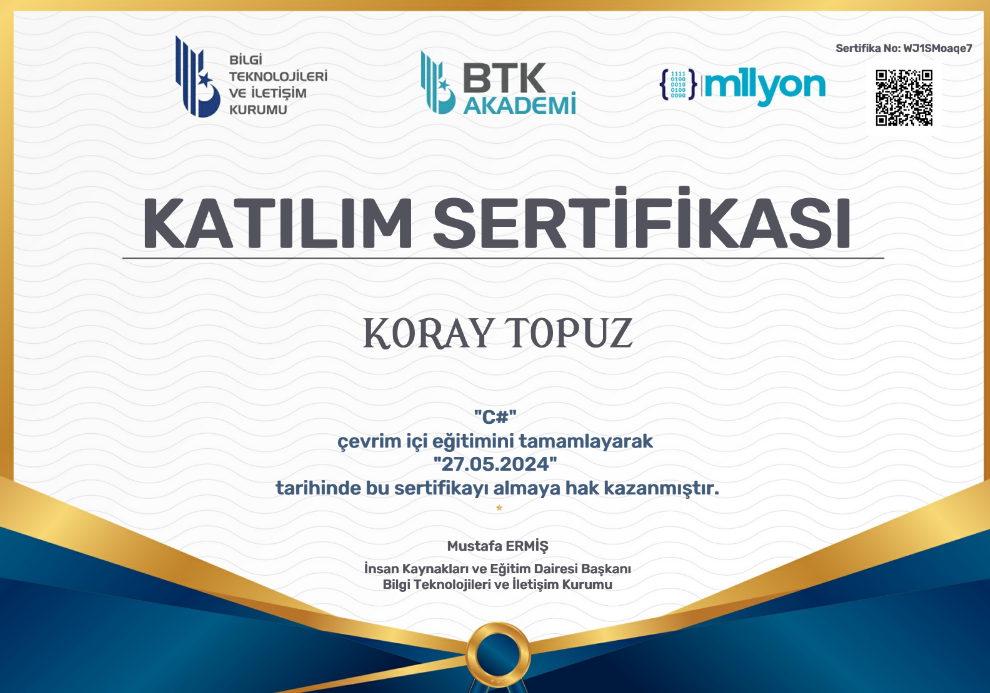 Sertifika No: WJ1SMoaqe7
BİLGİ
TEKNOLOJİLERİ
VE İLETİŞİM
KURUMU
BTK
AKADEMİ
{
1111
0100
0010
0100
0000
} m1lyon
KATILIM SERTİFİKASI
KORAY TOPUZ
"C#"
çevrim içi eğitimini tamamlayarak
"27.05.2024"
tarihinde bu sertifikayı almaya hak kazanmıştır.
Mustafa ERMİŞ
İnsan Kaynakları ve Eğitim Dairesi Başkanı
Bilgi Teknolojileri ve İletişim Kurumu